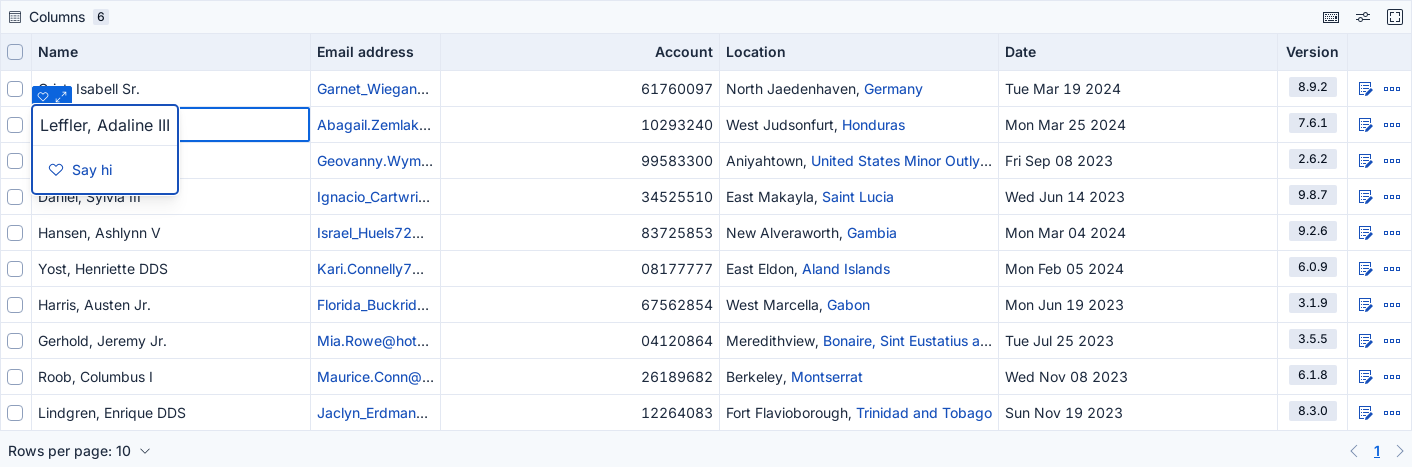 Columns 6
Name Email address Account Location Date Version
Isabell Sr. Garnet_Wiegan... 61760097 North Jaedenhaven, Germany Tue Mar 19 2024 8.9.2
Leffler, Adaline III Abagail.Zemlak... 10293240 West Judsonfurt, Honduras Mon Mar 25 2024 7.6.1
Geovanny.Wym... 99583300 Aniyahtown, United States Minor Outly... Fri Sep 08 2023 2.6.2
Say hi
Daniel, Sylvia III Ignacio_Cartwri... 34525510 East Makayla, Saint Lucia Wed Jun 14 2023 9.8.7
Hansen, Ashlynn V Israel_Huels72... 83725853 New Alveraworth, Gambia Mon Mar 04 2024 9.2.6
Yost, Henriette DDS Kari.Connelly7... 08177777 East Eldon, Aland Islands Mon Feb 05 2024 6.0.9
Harris, Austen Jr. Florida_Buckrid... 67562854 West Marcella, Gabon Mon Jun 19 2023 3.1.9
Gerhold, Jeremy Jr. Mia.Rowe@hot... 04120864 Meredithview, Bonaire, Sint Eustatius a... Tue Jul 25 2023 3.5.5
Roob, Columbus I Maurice.Conn@... 26189682 Berkeley, Montserrat Wed Nov 08 2023 6.1.8
Lindgren, Enrique DDS Jaclyn_Erdman... 12264083 Fort Flavioborough, Trinidad and Tobago Sun Nov 19 2023 8.3.0
Rows per page: 10 1